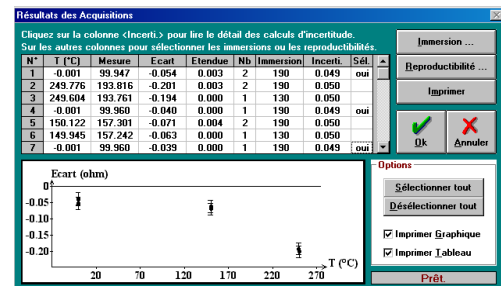 Résultats des Acquisitions
Cliquez sur la colonne <Incerti.> pour lire le détail des calculs d'incertitude.
Sur les autres colonnes pour sélectionner les immersions ou les reproductibilités.
N° T (°C) Mesure Ecart Etendue Nb Immersion Incerti. Sél.
1 -0.001 99.947 -0.054 0.003 2 190 0.049 oui
2 249.776 193.816 -0.201 0.003 2 190 0.050
3 249.604 193.761 -0.194 0.000 1 130 0.050
4 -0.001 99.960 -0.040 0.000 1 190 0.049 oui
5 150.122 157.301 -0.071 0.004 2 190 0.050
6 149.945 157.242 -0.063 0.000 1 130 0.050
7 -0.001 99.960 -0.039 0.000 1 190 0.049 oui
Immersion ...
Reproductibilité ...
Imprimer
Ok Annuler
Ecart (ohm)
0
-0.05
-0.10
-0.15
-0.20
T (°C)
20 70 120 170 220 270
Options
Sélectionner tout
Désélectionner tout
Imprimer Graphique
Imprimer Tableau
Prêt.